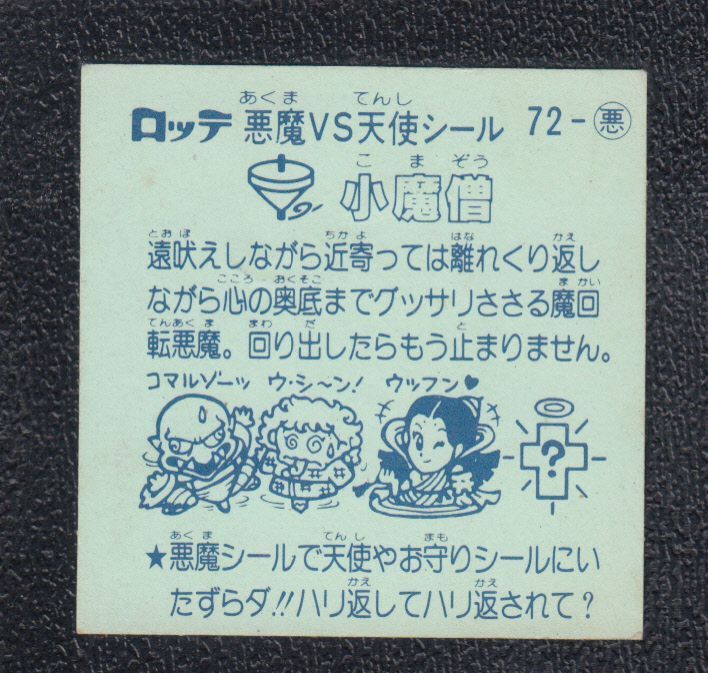 あくま てんし
ロッテ 悪魔VS天使シール 72-悪
こ ま ぞう
小魔僧
とおぼ ちかよ はな かえ
遠吠えしながら近寄っては離れくり返し
こころ おくそこ ま かい
ながら心の奥底までグッサリささる魔回
てんあく ま まわ だ と
転悪魔。回り出したらもう止まりません。
コマルゾーッ ウ・シ〜ン! ウッフン♥
?
あくま てんし まも
★悪魔シールで天使やお守りシールにい
かえ かえ
たずらダ!!ハリ返してハリ返されて?